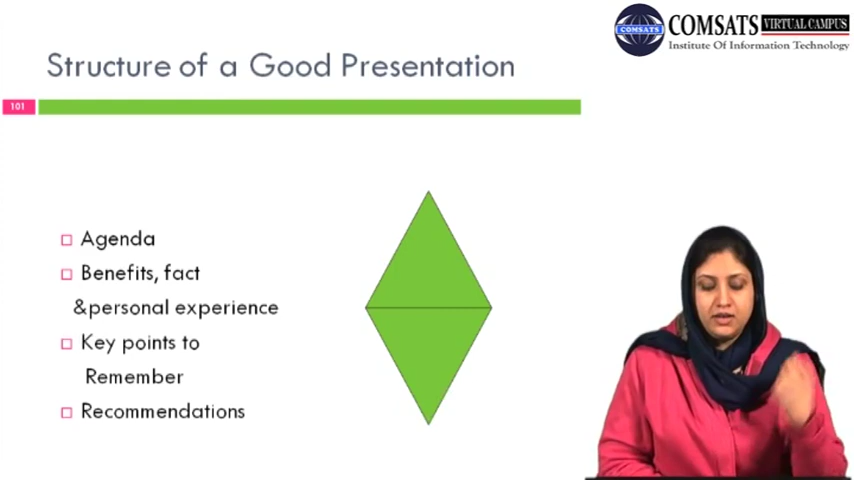 COMSATS VIRTUAL CAMPUS
COMSATS
Institute Of Information Technology
Structure of a Good Presentation
101
Agenda
Benefits, fact
&personal experience
Key points to
Remember
Recommendations